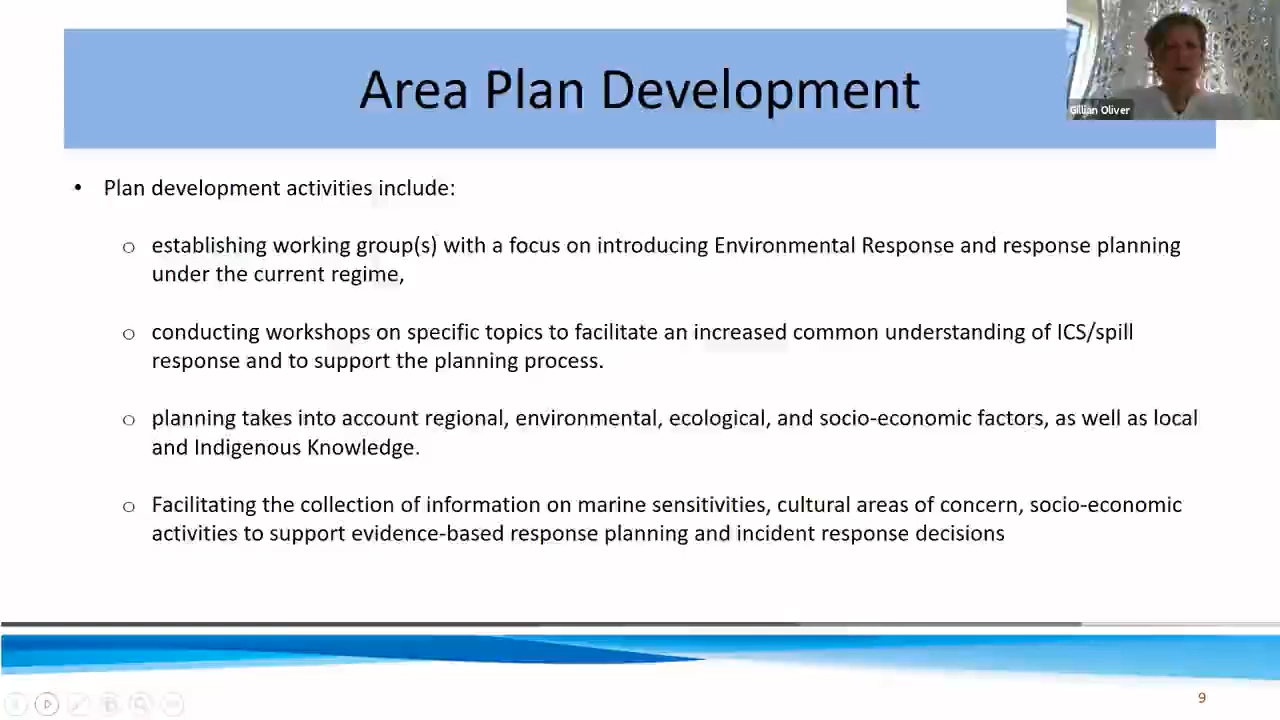 Area Plan Development
Gillian Oliver
• Plan development activities include:
o establishing working group(s) with a focus on introducing Environmental Response and response planning
under the current regime,
o conducting workshops on specific topics to facilitate an increased common understanding of ICS/spill
response and to support the planning process.
o planning takes into account regional, environmental, ecological, and socio-economic factors, as well as local
and Indigenous Knowledge.
o Facilitating the collection of information on marine sensitivities, cultural areas of concern, socio-economic
activities to support evidence-based response planning and incident response decisions
9